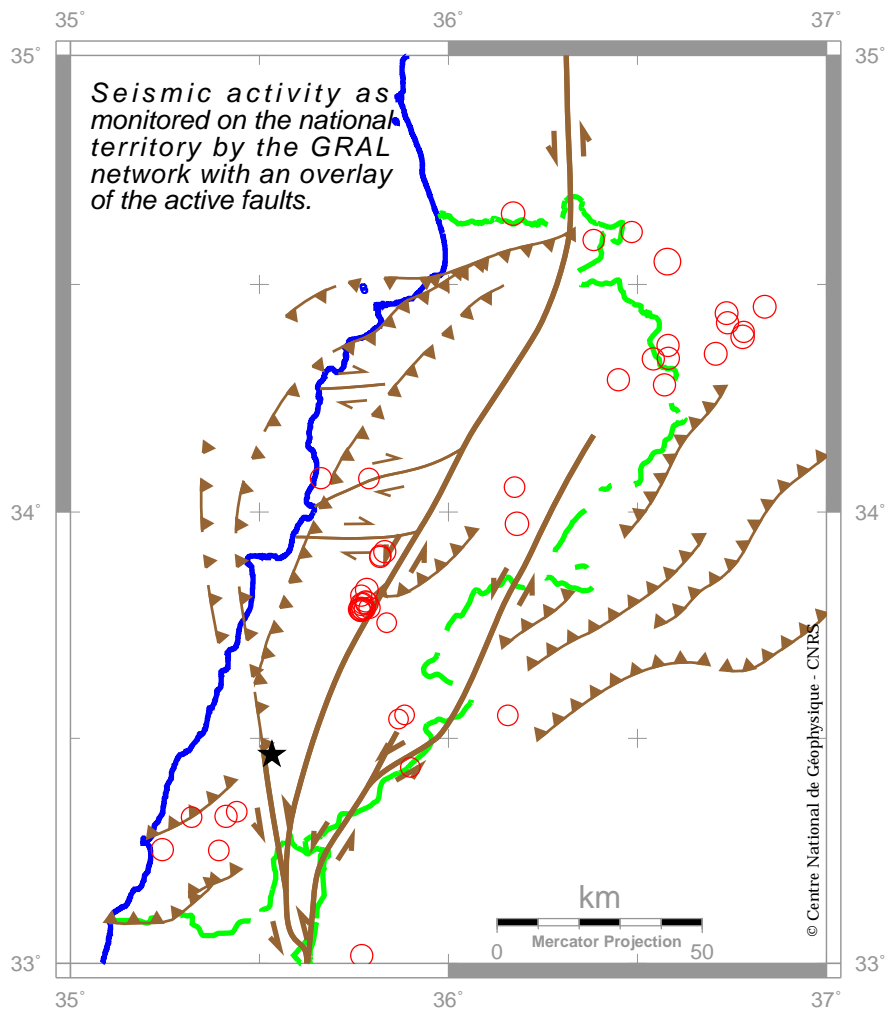 35°
36°
37°
35°
35°
Seismic activity as
monitored on the national
territory by the GRAL
network with an overlay
of the active faults.
34°
34°
© Centre National de Géophysique - CNRS
km
Mercator Projection
0
50
33°
33°
35°
36°
37°